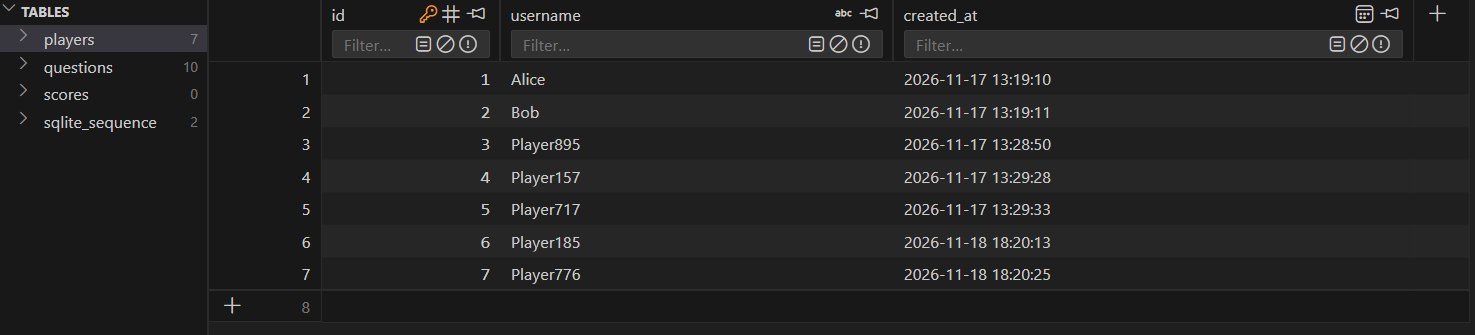 TABLES
players 7
questions 10
scores 0
sqlite_sequence 2
id username abc created_at
Filter... Filter... Filter...
1 1 Alice 2026-11-17 13:19:10
2 2 Bob 2026-11-17 13:19:11
3 3 Player895 2026-11-17 13:28:50
4 4 Player157 2026-11-17 13:29:28
5 5 Player717 2026-11-17 13:29:33
6 6 Player185 2026-11-18 18:20:13
7 7 Player776 2026-11-18 18:20:25
8